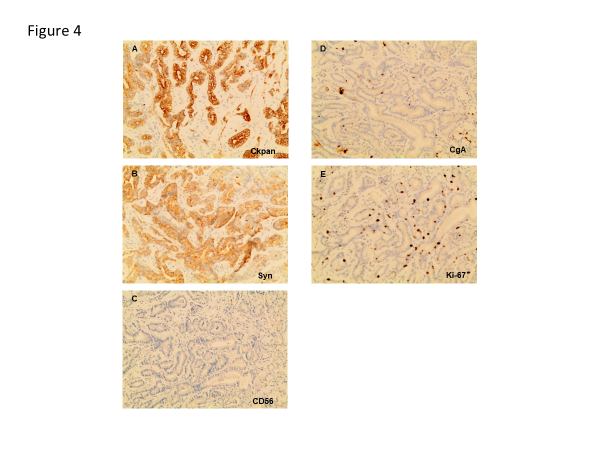 Figure 4
A
Ckpan
B
Syn
C
CD56
D
CgA
E
Ki-67